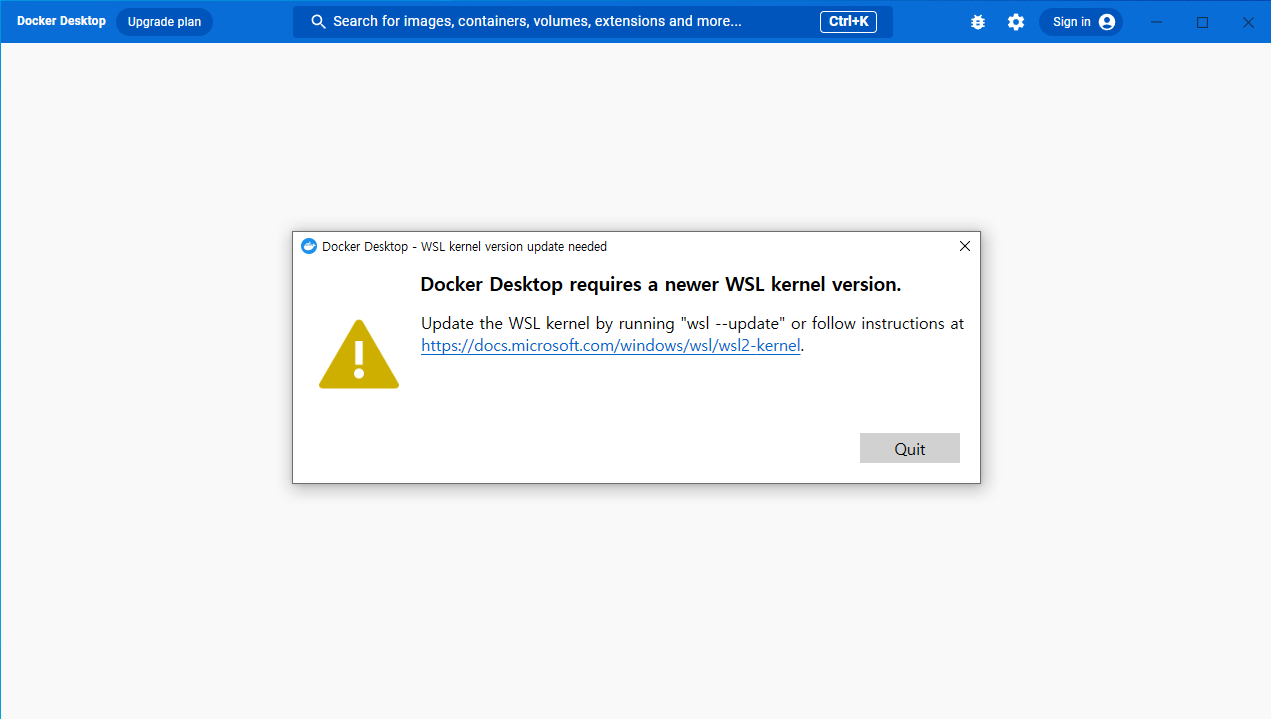 Docker Desktop Upgrade plan Search for images, containers, volumes, extensions and more... Ctrl+K Sign in
Docker Desktop - WSL kernel version update needed
Docker Desktop requires a newer WSL kernel version.
Update the WSL kernel by running "wsl --update" or follow instructions at
https://docs.microsoft.com/windows/wsl/wsl2-kernel.
Quit